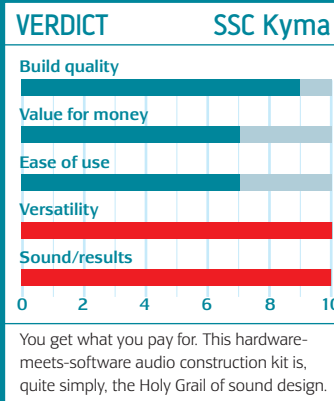 VERDICT SSC Kyma
Build quality
Value for money
Ease of use
Versatility
Sound/results
0 2 4 6 8 10
You get what you pay for. This hardware-
meets-software audio construction kit is,
quite simply, the Holy Grail of sound design.